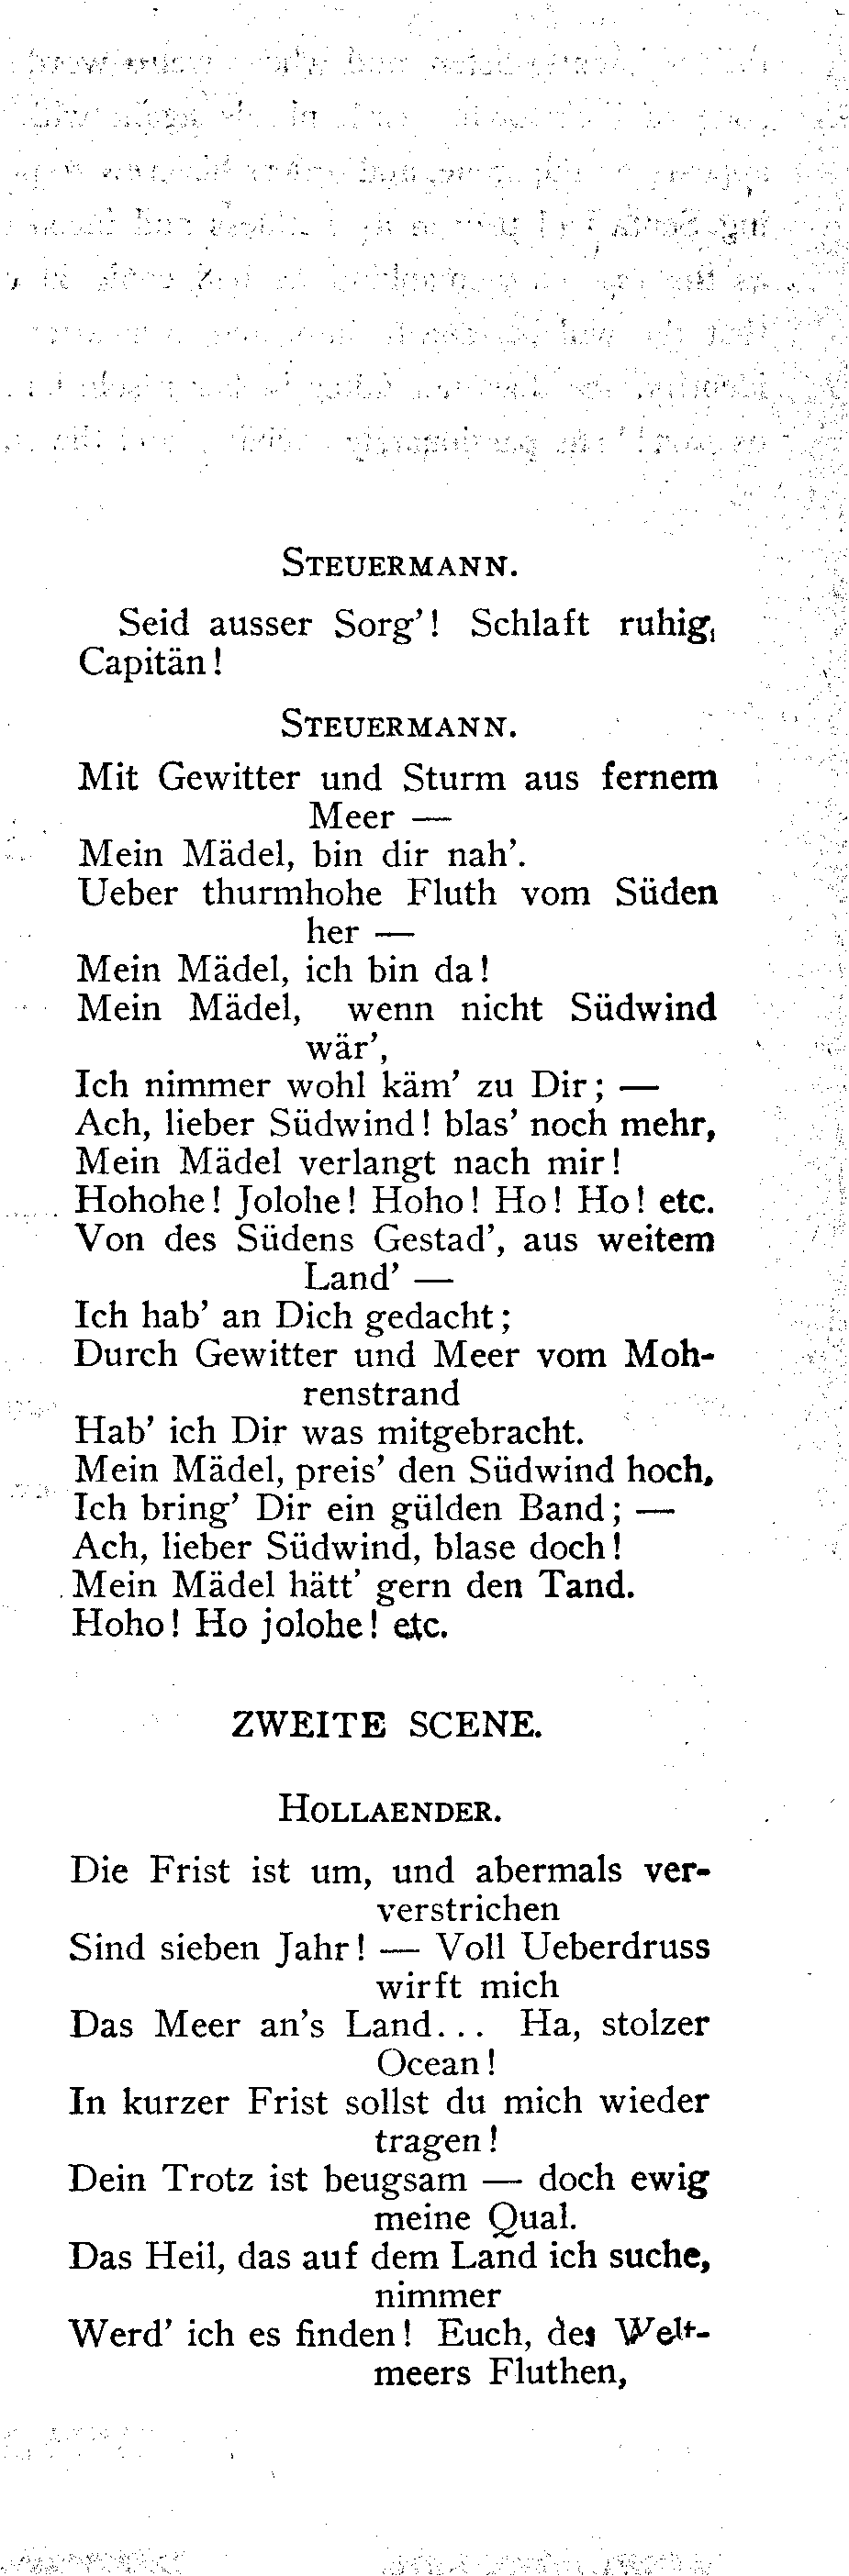 STEUERMANN.
Seid ausser Sorg'! Schlaft ruhig,
Capitän!
STEUERMANN.
Mit Gewitter und Sturm aus fernem
Meer —
Mein Mädel, bin dir nah'.
Ueber thurmhohe Fluth vom Süden
her —
Mein Mädel, ich bin da!
Mein Mädel, wenn nicht Südwind
wär',
Ich nimmer wohl käm' zu Dir; —
Ach, lieber Südwind! blas' noch mehr,
Mein Mädel verlangt nach mir!
Hohohe! Jolohe! Hoho! Ho! Ho! etc.
Von des Südens Gestad', aus weitem
Land' —
Ich hab' an Dich gedacht;
Durch Gewitter und Meer vom Moh-
renstrand
Hab' ich Dir was mitgebracht.
Mein Mädel, preis' den Südwind hoch,
Ich bring' Dir ein gülden Band; —
Ach, lieber Südwind, blase doch!
Mein Mädel hätt' gern den Tand.
Hoho! Ho jolohe! etc.
ZWEITE SCENE.
HOLLAENDER.
Die Frist ist um, und abermals ver-
verstrichen
Sind sieben Jahr! — Voll Ueberdruss
wirft mich
Das Meer an's Land... Ha, stolzer
Ocean!
In kurzer Frist sollst du mich wieder
tragen!
Dein Trotz ist beugsam — doch ewig
meine Qual.
Das Heil, das auf dem Land ich suche,
nimmer
Werd' ich es finden! Euch, des Welt-
meers Fluthen,